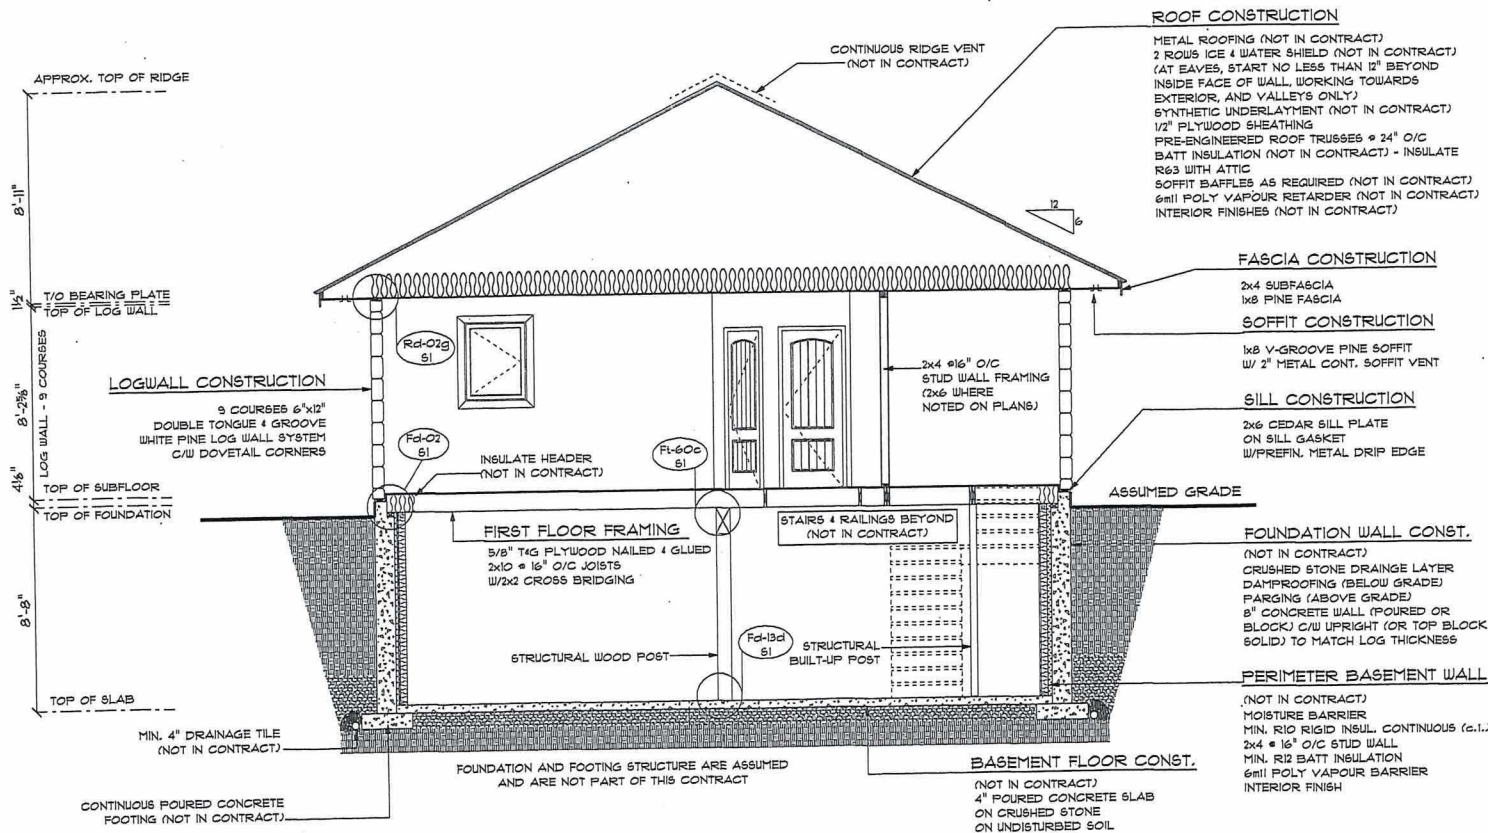 ROOF CONSTRUCTION
METAL ROOFING (NOT IN CONTRACT)
2 ROWS ICE & WATER SHIELD (NOT IN CONTRACT)
(AT EAVES, START NO LESS THAN 12" BEYOND
INSIDE FACE OF WALL, WORKING TOWARDS
EXTERIOR, AND VALLEYS ONLY)
SYNTHETIC UNDERLAYMENT (NOT IN CONTRACT)
1/2" PLYWOOD SHEATHING
PRE-ENGINEERED ROOF TRUSSES @ 24" O/C
BATT INSULATION (NOT IN CONTRACT) - INSULATE
R63 WITH ATTIC
SOFFIT BAFFLES AS REQUIRED (NOT IN CONTRACT)
6mil POLY VAPOUR RETARDER (NOT IN CONTRACT)
INTERIOR FINISHES (NOT IN CONTRACT)
CONTINUOUS RIDGE VENT
(NOT IN CONTRACT)
APPROX. TOP OF RIDGE
8'-11"
12
6
FASCIA CONSTRUCTION
2x4 SUBFASCIA
1x8 PINE FASCIA
SOFFIT CONSTRUCTION
1x8 V-GROOVE PINE SOFFIT
W/ 2" METAL CONT. SOFFIT VENT
SILL CONSTRUCTION
2x6 CEDAR SILL PLATE
ON SILL GASKET
W/PREFIN. METAL DRIP EDGE
1½"
T/O BEARING PLATE
TOP OF LOG WALL
Rd-02g
S1
LOGWALL CONSTRUCTION
9 COURSES 6"x12"
DOUBLE TONGUE & GROOVE
WHITE PINE LOG WALL SYSTEM
C/W DOVETAIL CORNERS
8'-2⅝"
LOG WALL - 9 COURSES
2x4 @16" O/C
STUD WALL FRAMING
(2x6 WHERE
NOTED ON PLANS)
Fd-02
S1
INSULATE HEADER
(NOT IN CONTRACT)
Fl-60c
S1
4⅛"
TOP OF SUBFLOOR
TOP OF FOUNDATION
ASSUMED GRADE
FIRST FLOOR FRAMING
5/8" T&G PLYWOOD NAILED & GLUED
2x10 @ 16" O/C JOISTS
W/2x2 CROSS BRIDGING
STAIRS & RAILINGS BEYOND
(NOT IN CONTRACT)
FOUNDATION WALL CONST.
(NOT IN CONTRACT)
CRUSHED STONE DRAINGE LAYER
DAMPROOFING (BELOW GRADE)
PARGING (ABOVE GRADE)
8" CONCRETE WALL (POURED OR
BLOCK) C/W UPRIGHT (OR TOP BLOCK
SOLID) TO MATCH LOG THICKNESS
8'-8"
STRUCTURAL WOOD POST
Fd-13d
S1
STRUCTURAL
BUILT-UP POST
PERIMETER BASEMENT WALL
(NOT IN CONTRACT)
MOISTURE BARRIER
MIN. R10 RIGID INSUL. CONTINUOUS (c.i.)
2x4 @ 16" O/C STUD WALL
MIN. R12 BATT INSULATION
6mil POLY VAPOUR BARRIER
INTERIOR FINISH
TOP OF SLAB
MIN. 4" DRAINAGE TILE
(NOT IN CONTRACT)
FOUNDATION AND FOOTING STRUCTURE ARE ASSUMED
AND ARE NOT PART OF THIS CONTRACT
BASEMENT FLOOR CONST.
(NOT IN CONTRACT)
4" POURED CONCRETE SLAB
ON CRUSHED STONE
ON UNDISTURBED SOIL
CONTINUOUS POURED CONCRETE
FOOTING (NOT IN CONTRACT)